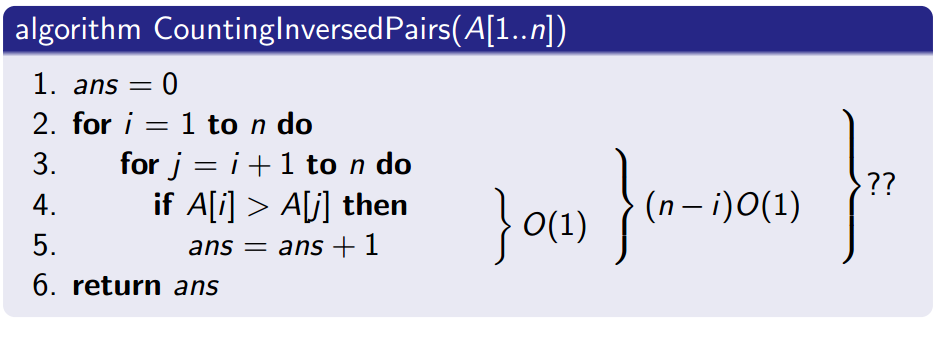 algorithm CountingInversedPairs(A[1..n])
1. ans = 0
2. for i = 1 to n do
3. for j = i + 1 to n do
4. if A[i] > A[j] then
5. ans = ans + 1
6. return ans
O(1)
(n − i)O(1)
??